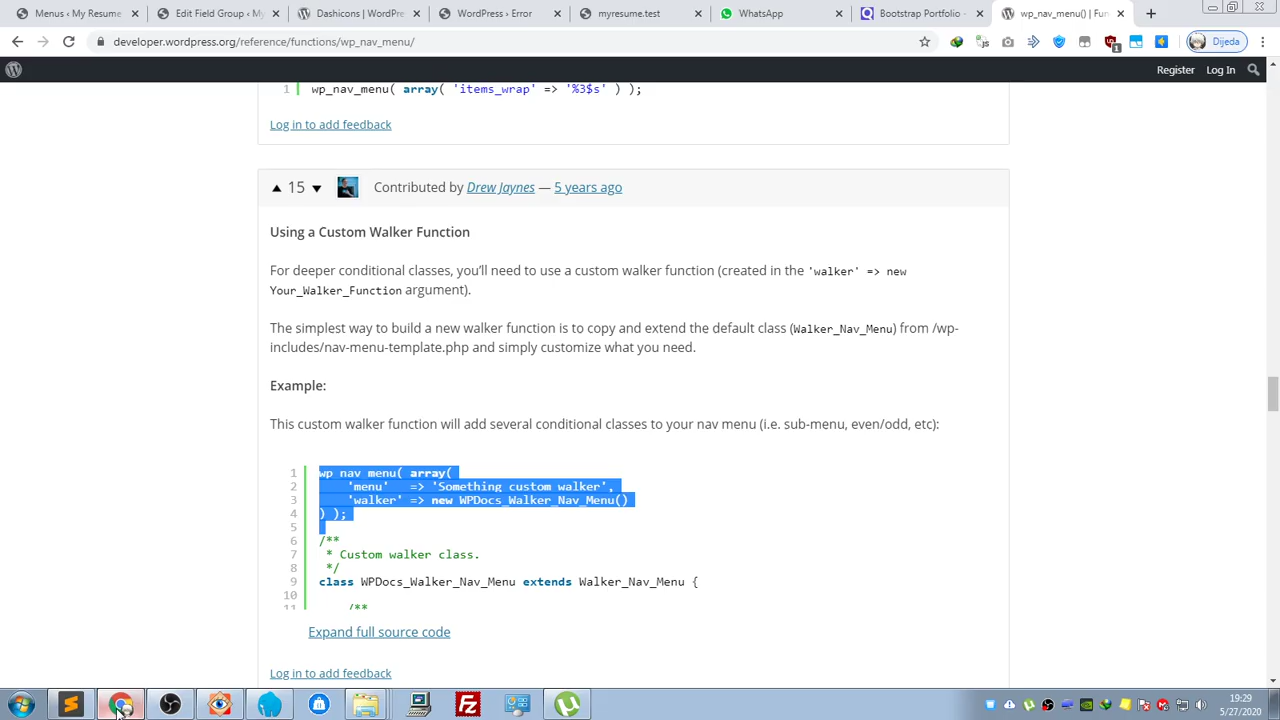 Menus ‹ My Resume
Edit Field Group ‹ My
Dashicons | WordPre
WordPress › Error
myresume.test
WhatsApp
Bootstrap Portfolio -
wp_nav_menu() | Fun
developer.wordpress.org/reference/functions/wp_nav_menu/
1
Dijeda
Register
Log In
1 wp_nav_menu( array( 'items_wrap' => '%3$s' ) );
Log in to add feedback
15 Contributed by Drew Jaynes — 5 years ago
Using a Custom Walker Function
For deeper conditional classes, you'll need to use a custom walker function (created in the 'walker' => new
Your_Walker_Function argument).
The simplest way to build a new walker function is to copy and extend the default class (Walker_Nav_Menu) from /wp-
includes/nav-menu-template.php and simply customize what you need.
Example:
This custom walker function will add several conditional classes to your nav menu (i.e. sub-menu, even/odd, etc):
1 wp_nav_menu( array(
2 'menu' => 'Something custom walker',
3 'walker' => new WPDocs_Walker_Nav_Menu()
4 ) );
5
6 /**
7 * Custom walker class.
8 */
9 class WPDocs_Walker_Nav_Menu extends Walker_Nav_Menu {
10
11 /**
Expand full source code
Log in to add feedback
19:29
5/27/2020